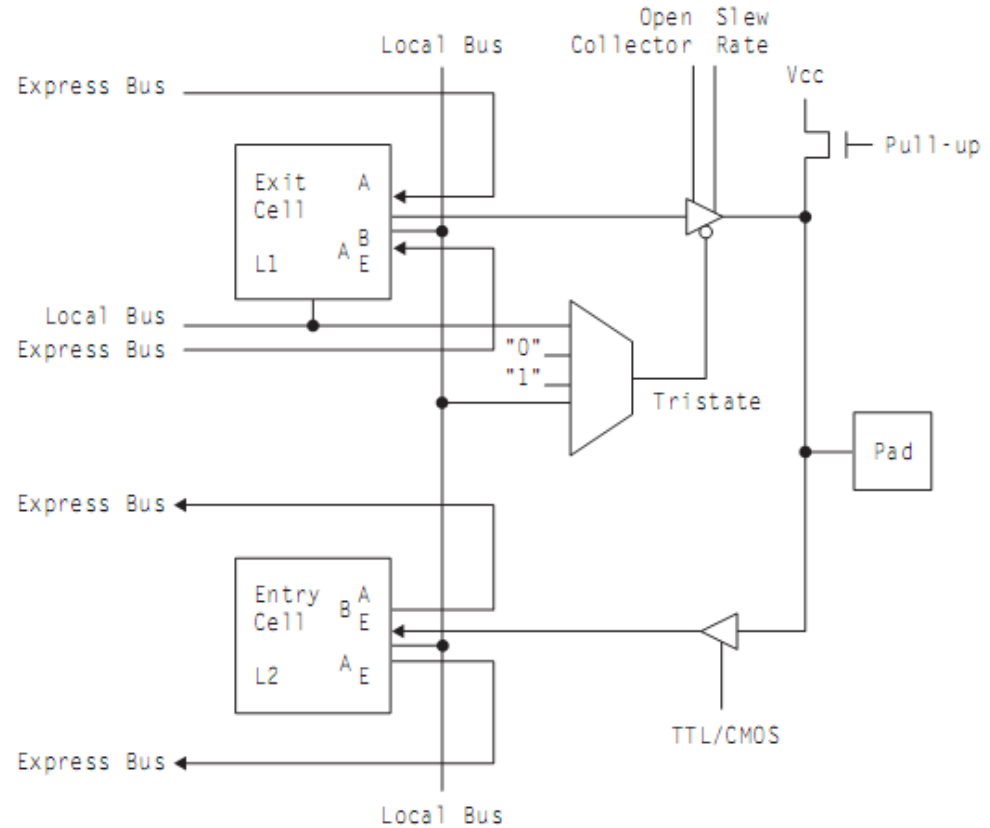 Open Slew
Collector Rate
Local Bus
Vcc
Express Bus
Pull-up
Exit A
Cell
B
A E
L1
Local Bus
Express Bus
"0"
"1"
Tristate
Pad
Express Bus
Entry A
Cell B E
A E
L2
TTL/CMOS
Express Bus
Local Bus